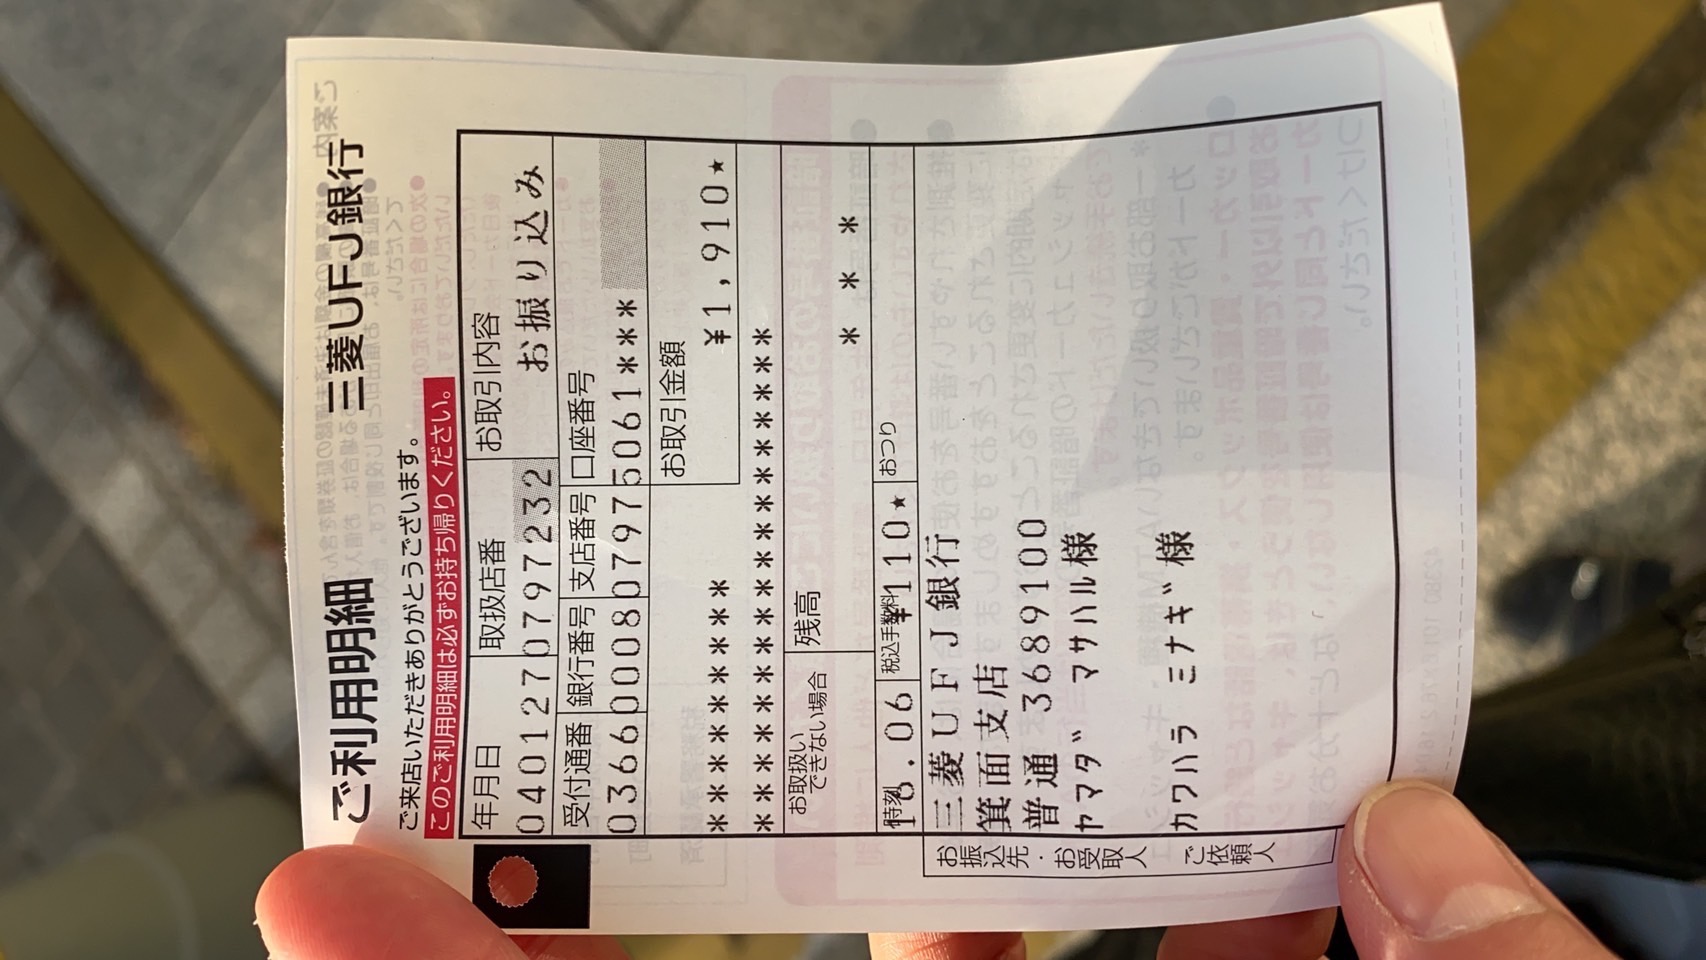 ご利用明細 三菱UFJ銀行
ご来店いただきありがとうございます。
このご利用明細は必ずお持ち帰りください。
年月日 取扱店番 お取引内容
040127 0797232 お振り込み
受付通番 銀行番号 支店番号 口座番号
0366 0008 0797 5061***
お取引金額
******** ¥1,910★
*****************
お取扱いできない場合 残高
***
時刻 税込手数料 おつり
16.06 ¥110★
お振込先・お受取人
三菱UFJ銀行
箕面支店
普通 3689100
ヤマダ マサハル様
ご依頼人
カワハラ ミナギ 様